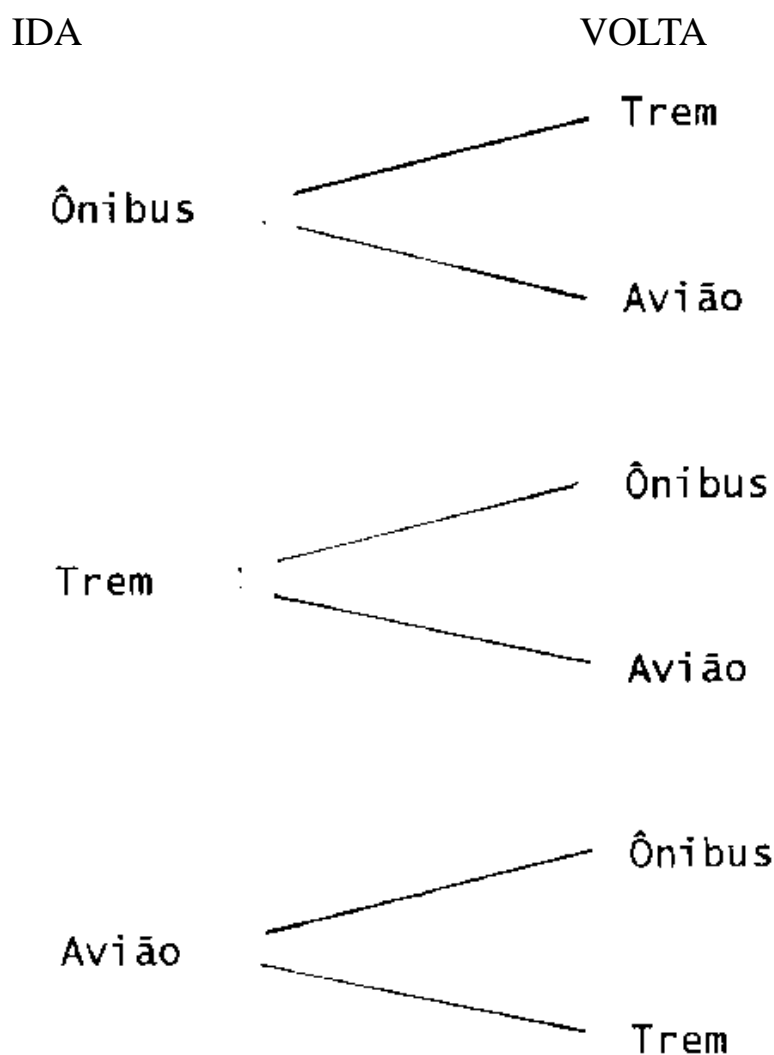 IDA VOLTA
Trem
Ônibus
Avião
Ônibus
Trem
Avião
Ônibus
Avião
Trem